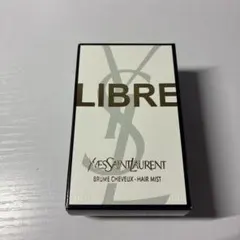 LIBRE
YSL
YVESSAINTLAURENT
BRUME CHEVEUX - HAIR MIST